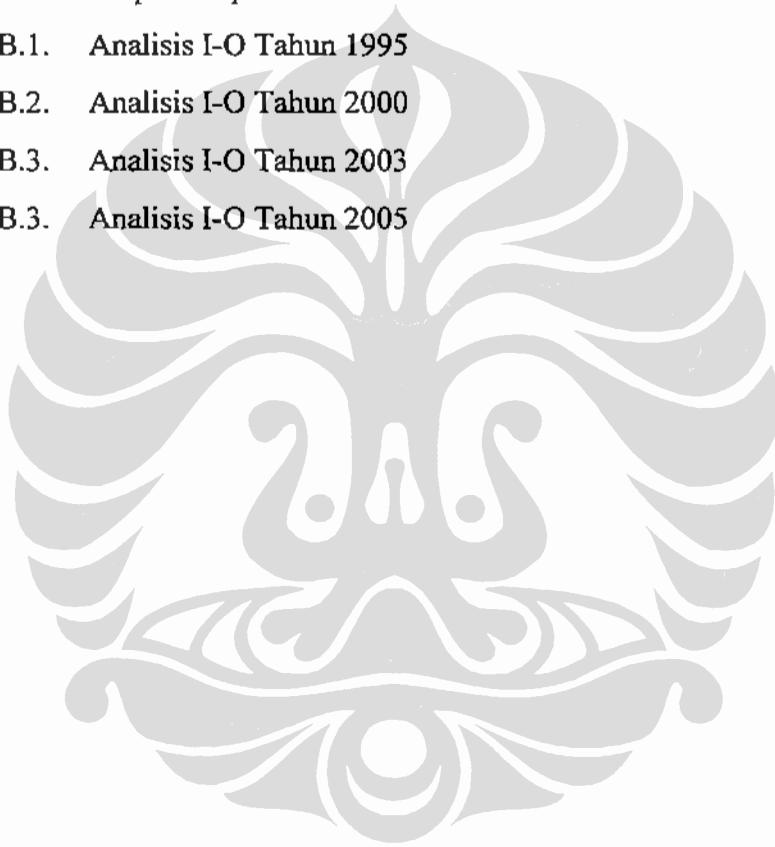 B.1. Analisis I-O Tahun 1995
B.2. Analisis I-O Tahun 2000
B.3. Analisis I-O Tahun 2003
B.3. Analisis I-O Tahun 2005